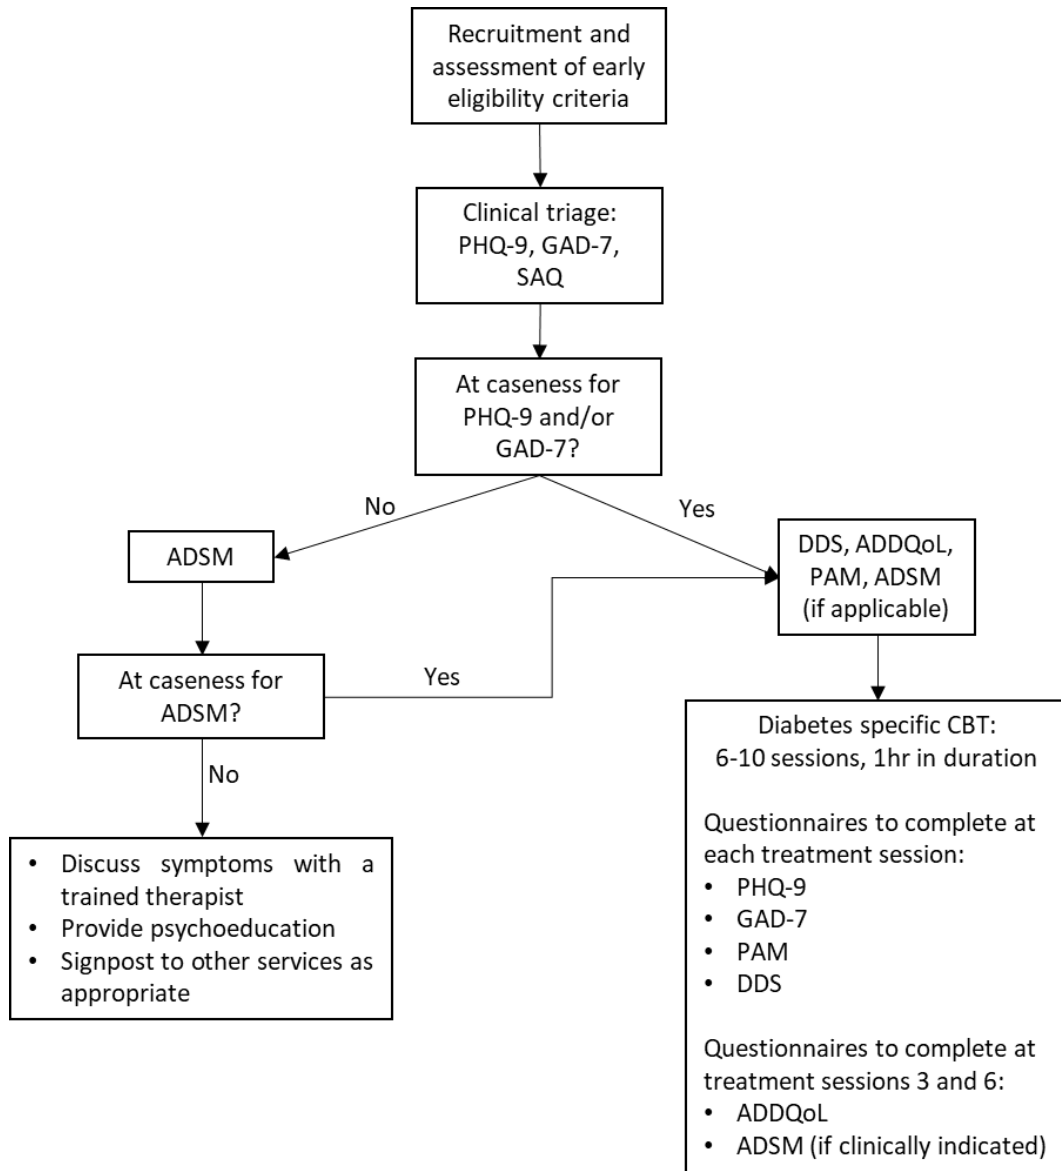 Recruitment and
assessment of early
eligibility criteria
Clinical triage:
PHQ-9, GAD-7,
SAQ
At caseness for
PHQ-9 and/or
GAD-7?
No
Yes
ADSM
DDS, ADDQoL,
PAM, ADSM
(if applicable)
At caseness for
ADSM?
Yes
No
• Discuss symptoms with a
trained therapist
• Provide psychoeducation
• Signpost to other services as
appropriate
Diabetes specific CBT:
6-10 sessions, 1hr in duration
Questionnaires to complete at
each treatment session:
• PHQ-9
• GAD-7
• PAM
• DDS
Questionnaires to complete at
treatment sessions 3 and 6:
• ADDQoL
• ADSM (if clinically indicated)